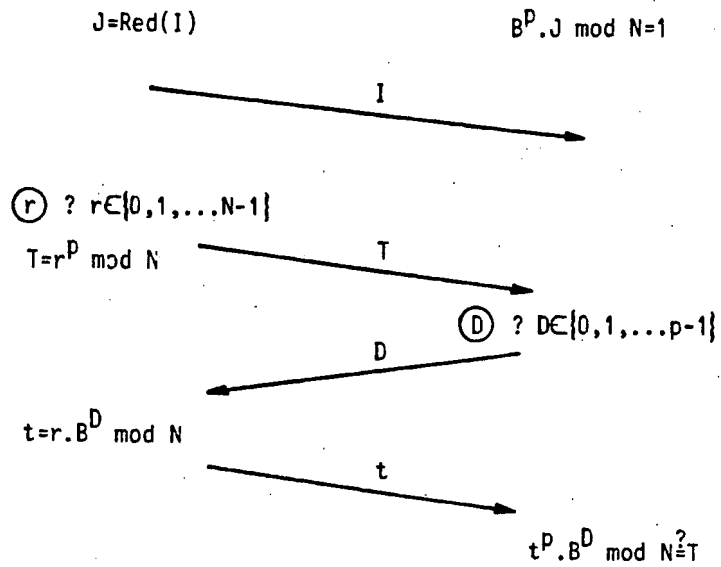 J=Red(I)
B^p.J mod N=1
I
r ? r∈{0,1,...N-1}
T=r^p mod N
T
D ? D∈{0,1,...p-1}
D
t=r.B^D mod N
t
t^p.B^D mod N≟T